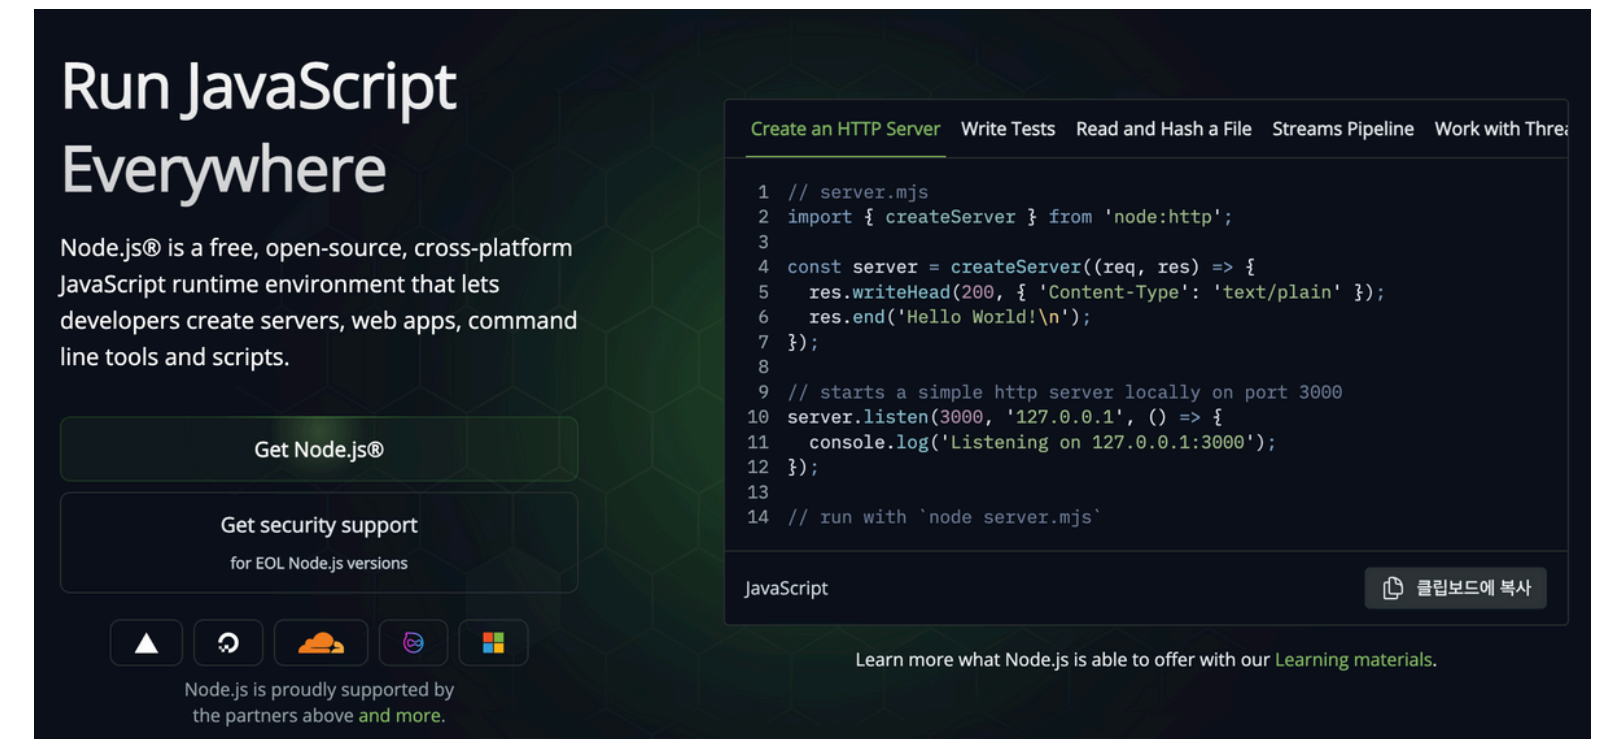 Run JavaScript
Everywhere
Node.js® is a free, open-source, cross-platform
JavaScript runtime environment that lets
developers create servers, web apps, command
line tools and scripts.
Get Node.js®
Get security support
for EOL Node.js versions
Node.js is proudly supported by
the partners above and more.
Create an HTTP Server Write Tests Read and Hash a File Streams Pipeline Work with Threa
1 // server.mjs
2 import { createServer } from 'node:http';
3
4 const server = createServer((req, res) => {
5   res.writeHead(200, { 'Content-Type': 'text/plain' });
6   res.end('Hello World!\n');
7 });
8
9 // starts a simple http server locally on port 3000
10 server.listen(3000, '127.0.0.1', () => {
11   console.log('Listening on 127.0.0.1:3000');
12 });
13
14 // run with `node server.mjs`
JavaScript
클립보드에 복사
Learn more what Node.js is able to offer with our Learning materials.